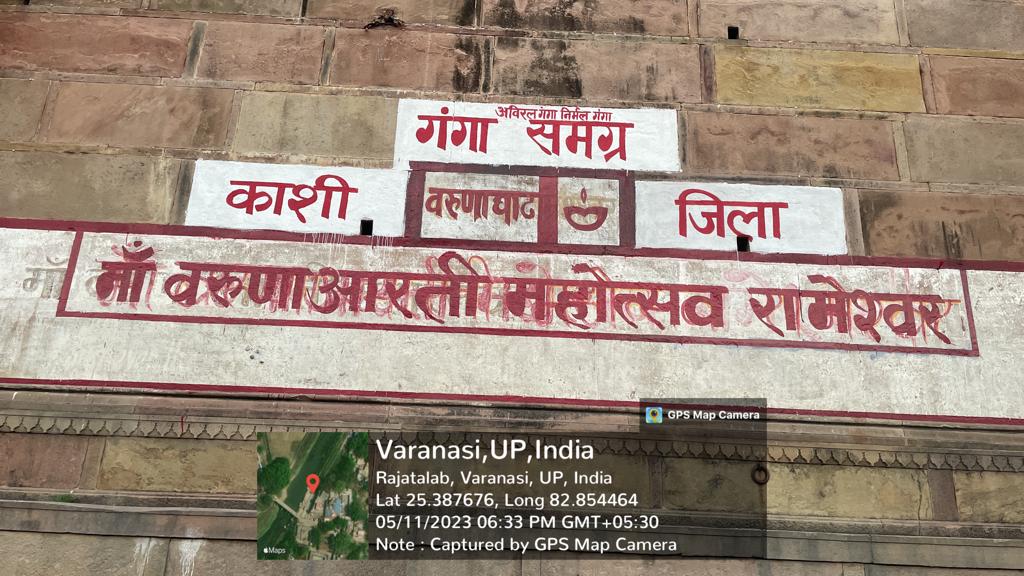 अविरल गंगा निर्मल गंगा
गंगा समग्र
काशी वरुणाघाट जिला
माँ वरुणा आरती महोत्सव रामेश्वर
GPS Map Camera
Varanasi,UP,India
Rajatalab, Varanasi, UP, India
Lat 25.387676, Long 82.854464
05/11/2023 06:33 PM GMT+05:30
Note : Captured by GPS Map Camera
Maps